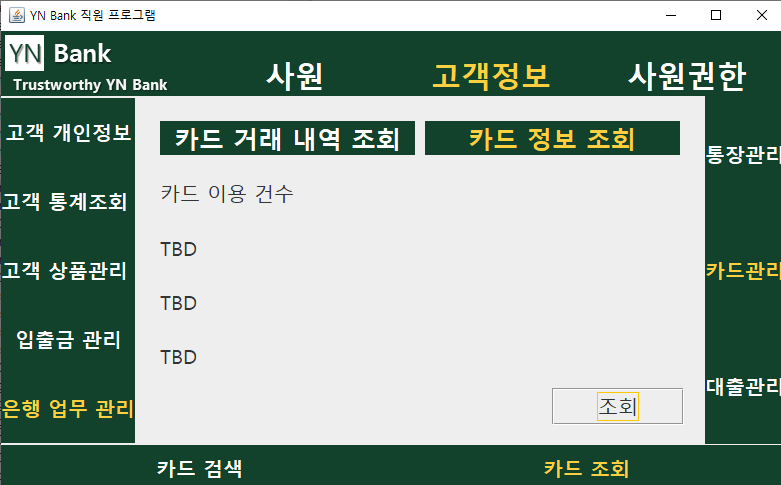 YN Bank 직원 프로그램
YN Bank
Trustworthy YN Bank
사원 고객정보 사원권한
고객 개인정보
고객 통계조회
고객 상품관리
입출금 관리
은행 업무 관리
카드 거래 내역 조회 카드 정보 조회
카드 이용 건수
TBD
TBD
TBD
조회
통장관리
카드관리
대출관리
카드 검색 카드 조회